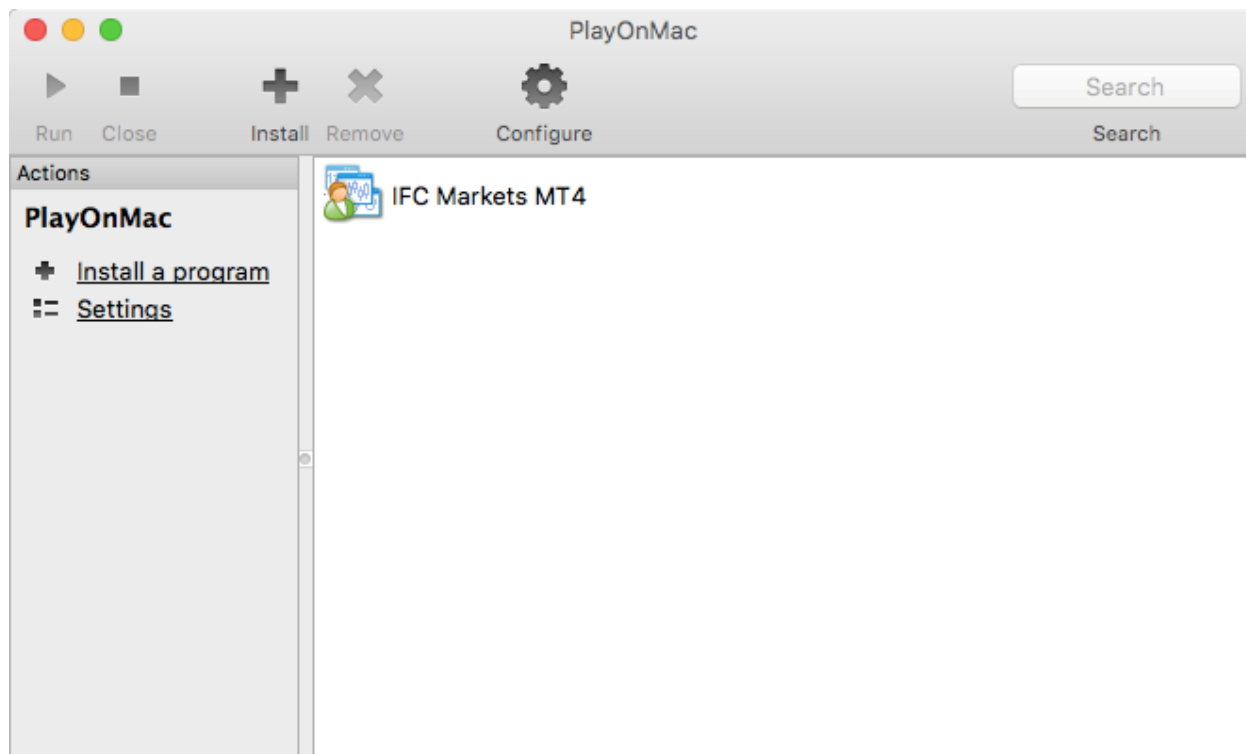 PlayOnMac
Search
Run Close Install Remove Configure Search
Actions
PlayOnMac
Install a program
Settings
IFC Markets MT4